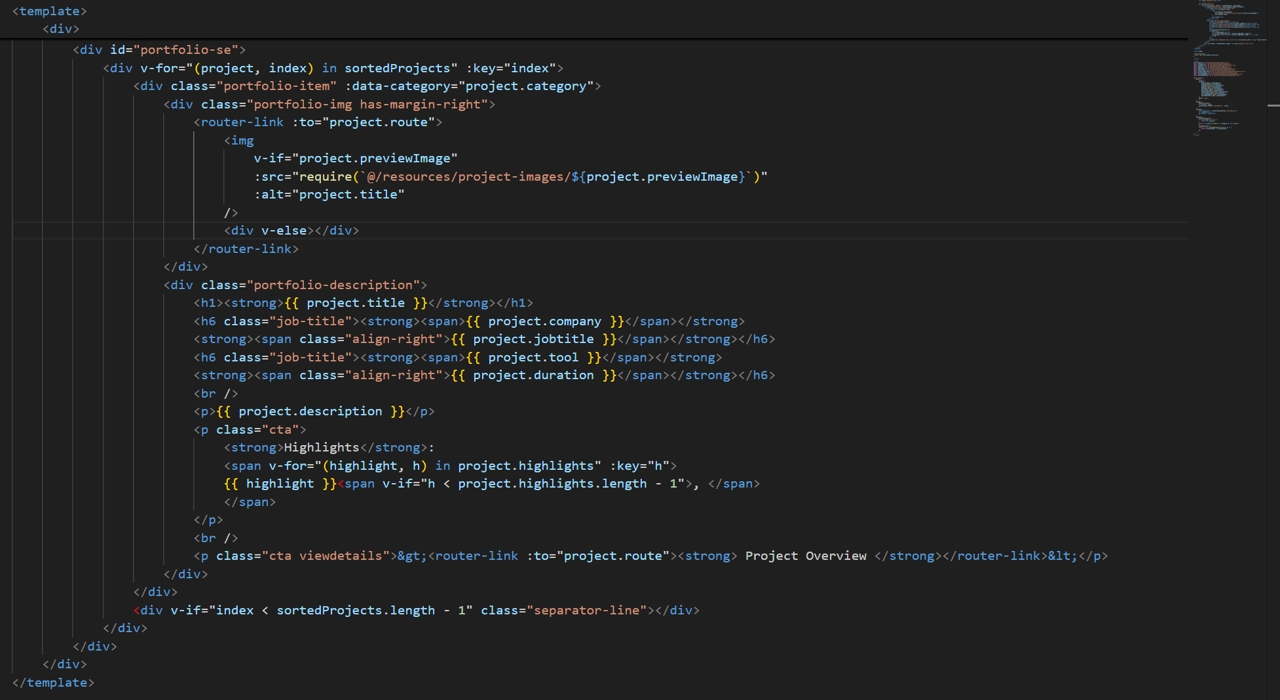 <template>
<div>
<div id="portfolio-se">
<div v-for="(project, index) in sortedProjects" :key="index">
<div class="portfolio-item" :data-category="project.category">
<div class="portfolio-img has-margin-right">
<router-link :to="project.route">
<img
v-if="project.previewImage"
:src="require(`@/resources/project-images/${project.previewImage}`)"
:alt="project.title"
/>
<div v-else></div>
</router-link>
</div>
<div class="portfolio-description">
<h1><strong>{{ project.title }}</strong></h1>
<h6 class="job-title"><strong><span>{{ project.company }}</span></strong>
<strong><span class="align-right">{{ project.jobtitle }}</span></strong></h6>
<h6 class="job-title"><strong><span>{{ project.tool }}</span></strong>
<strong><span class="align-right">{{ project.duration }}</span></strong></h6>
<br />
<p>{{ project.description }}</p>
<p class="cta">
<strong>Highlights</strong>:
<span v-for="(highlight, h) in project.highlights" :key="h">
{{ highlight }}<span v-if="h < project.highlights.length - 1">, </span>
</span>
</p>
<br />
<p class="cta viewdetails">&gt;<router-link :to="project.route"><strong> Project Overview </strong></router-link>&lt;</p>
</div>
</div>
<div v-if="index < sortedProjects.length - 1" class="separator-line"></div>
</div>
</div>
</div>
</template>